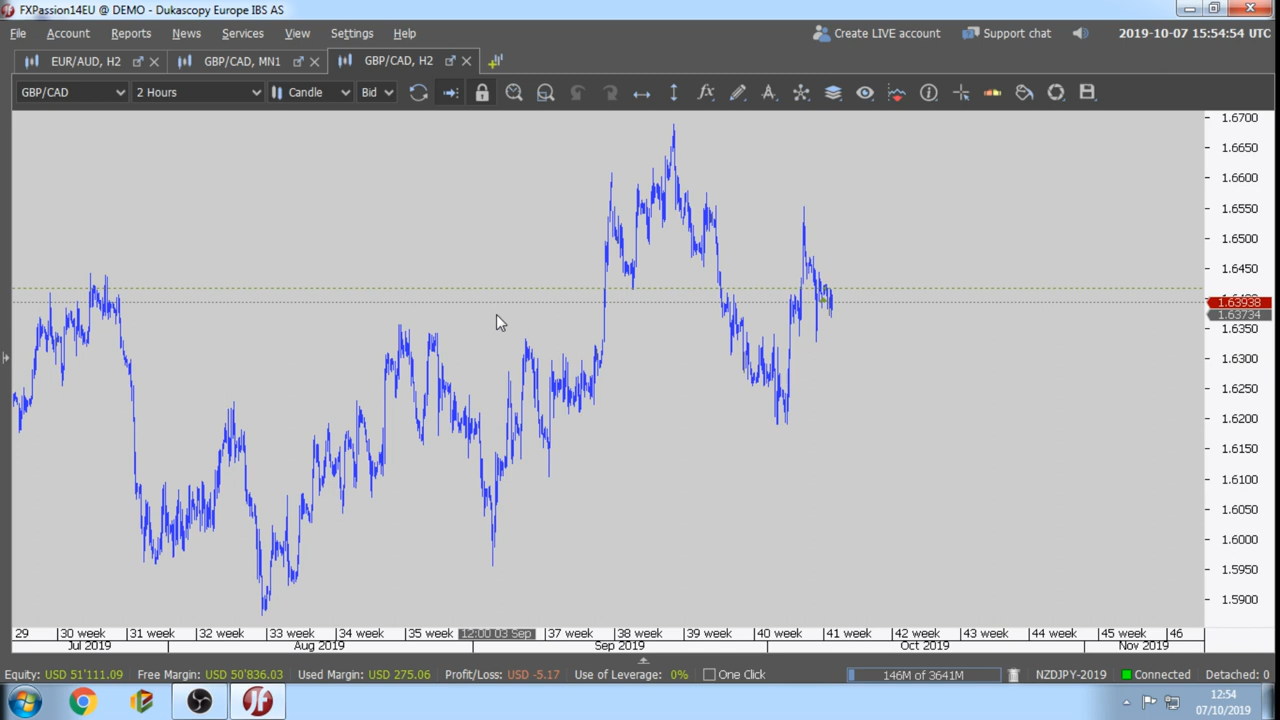 FXPassion14EU @ DEMO - Dukascopy Europe IBS AS
File Account Reports News Services View Settings Help Create LIVE account Support chat 2019-10-07 15:54:54 UTC
EUR/AUD, H2 GBP/CAD, MN1 GBP/CAD, H2
GBP/CAD 2 Hours Candle Bid
1.6700
1.6650
1.6600
1.6550
1.6500
1.6450
1.63938
1.63734
1.6350
1.6300
1.6250
1.6200
1.6150
1.6100
1.6050
1.6000
1.5950
1.5900
29 30 week 31 week 32 week 33 week 34 week 35 week 12:00 03 Sep 37 week 38 week 39 week 40 week 41 week 42 week 43 week 44 week 45 week 46
Jul 2019 Aug 2019 Sep 2019 Oct 2019 Nov 2019
Equity: USD 51'111.09 Free Margin: USD 50'836.03 Used Margin: USD 275.06 Profit/Loss: USD -5.17 Use of Leverage: 0% One Click 146M of 3641M NZDJPY-2019 Connected Detached: 0
12:54
07/10/2019